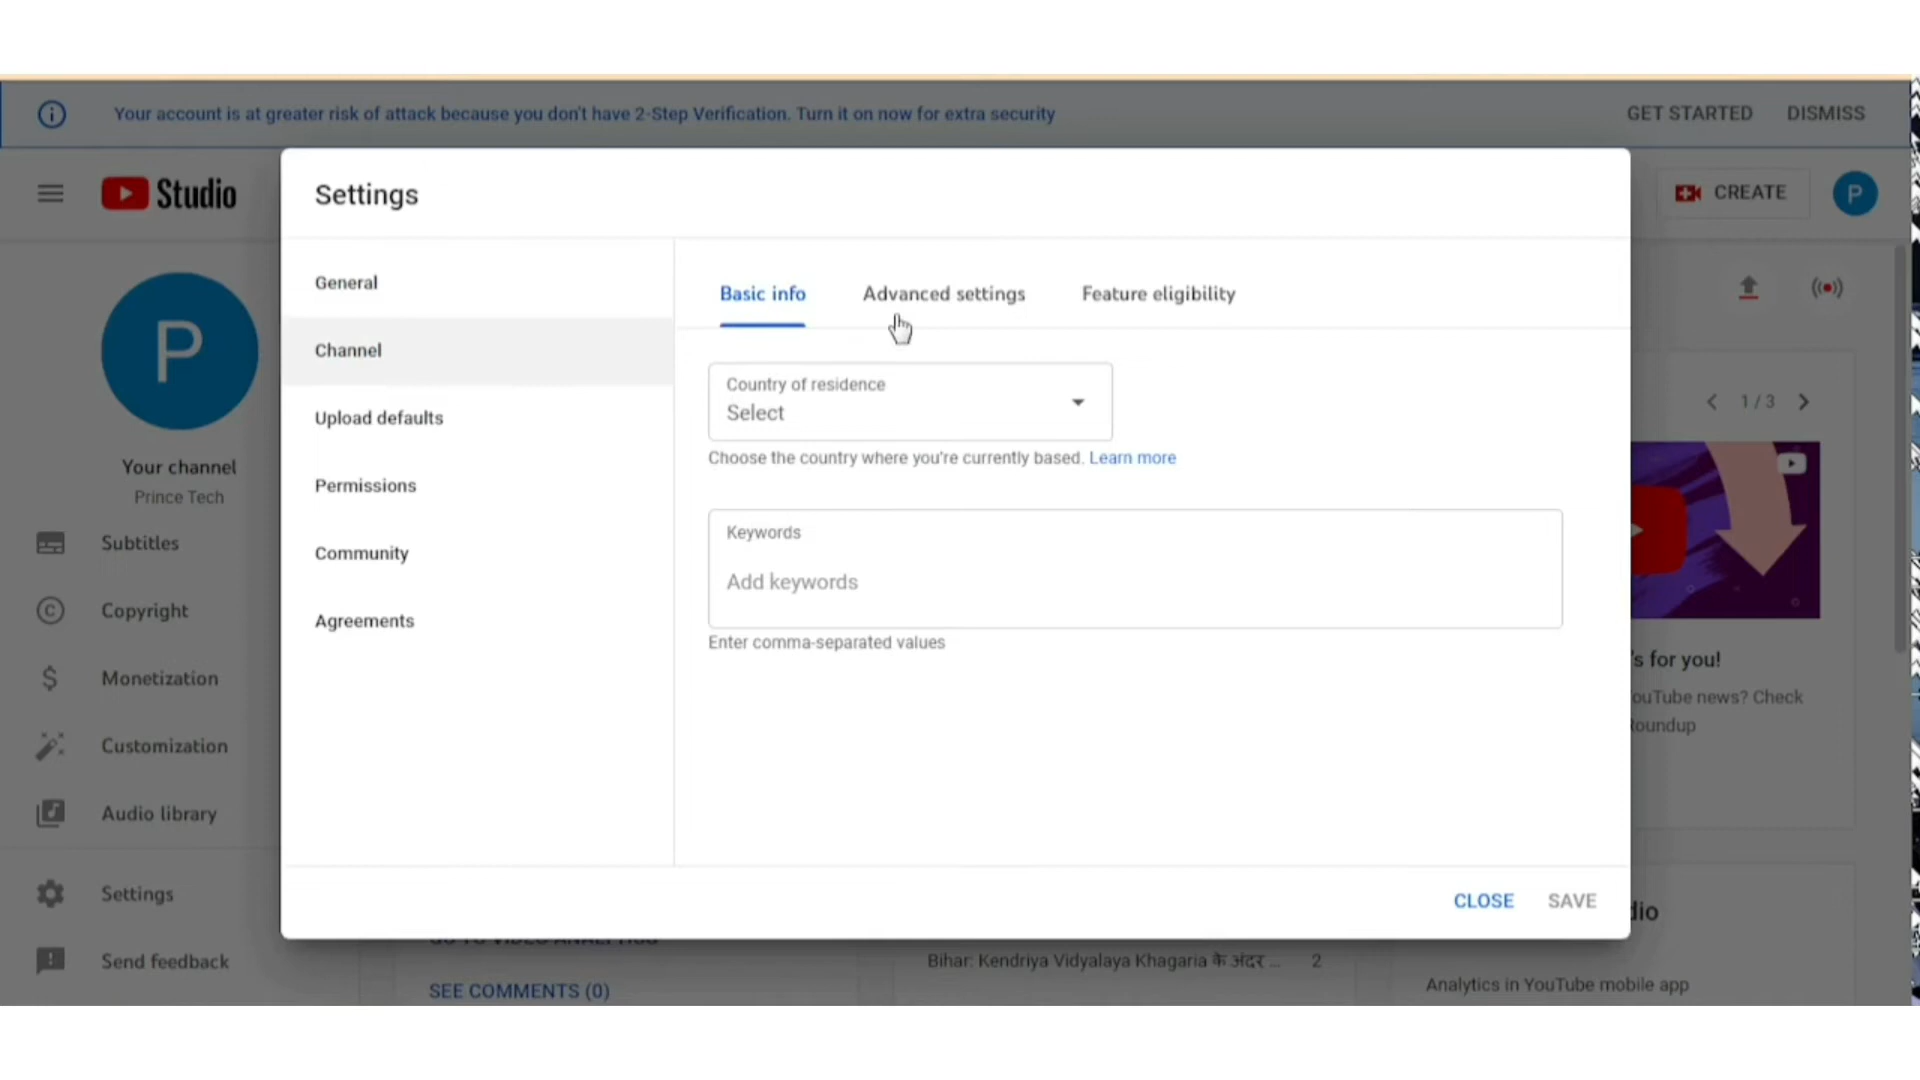 Your account is at greater risk of attack because you don't have 2-Step Verification. Turn it on now for extra security
GET STARTED
DISMISS
Studio
CREATE
P
P
Your channel
Prince Tech
Subtitles
Copyright
Monetization
Customization
Audio library
Settings
Send feedback
Settings
General
Channel
Upload defaults
Permissions
Community
Agreements
Basic info
Advanced settings
Feature eligibility
Country of residence
Select
Choose the country where you're currently based. Learn more
Keywords
Add keywords
Enter comma-separated values
CLOSE
SAVE
1 / 3
's for you!
ouTube news? Check
Roundup
dio
Analytics in YouTube mobile app
GO TO VIDEO ANALYTICS
SEE COMMENTS (0)
Bihar: Kendriya Vidyalaya Khagaria के अंदर ...
2